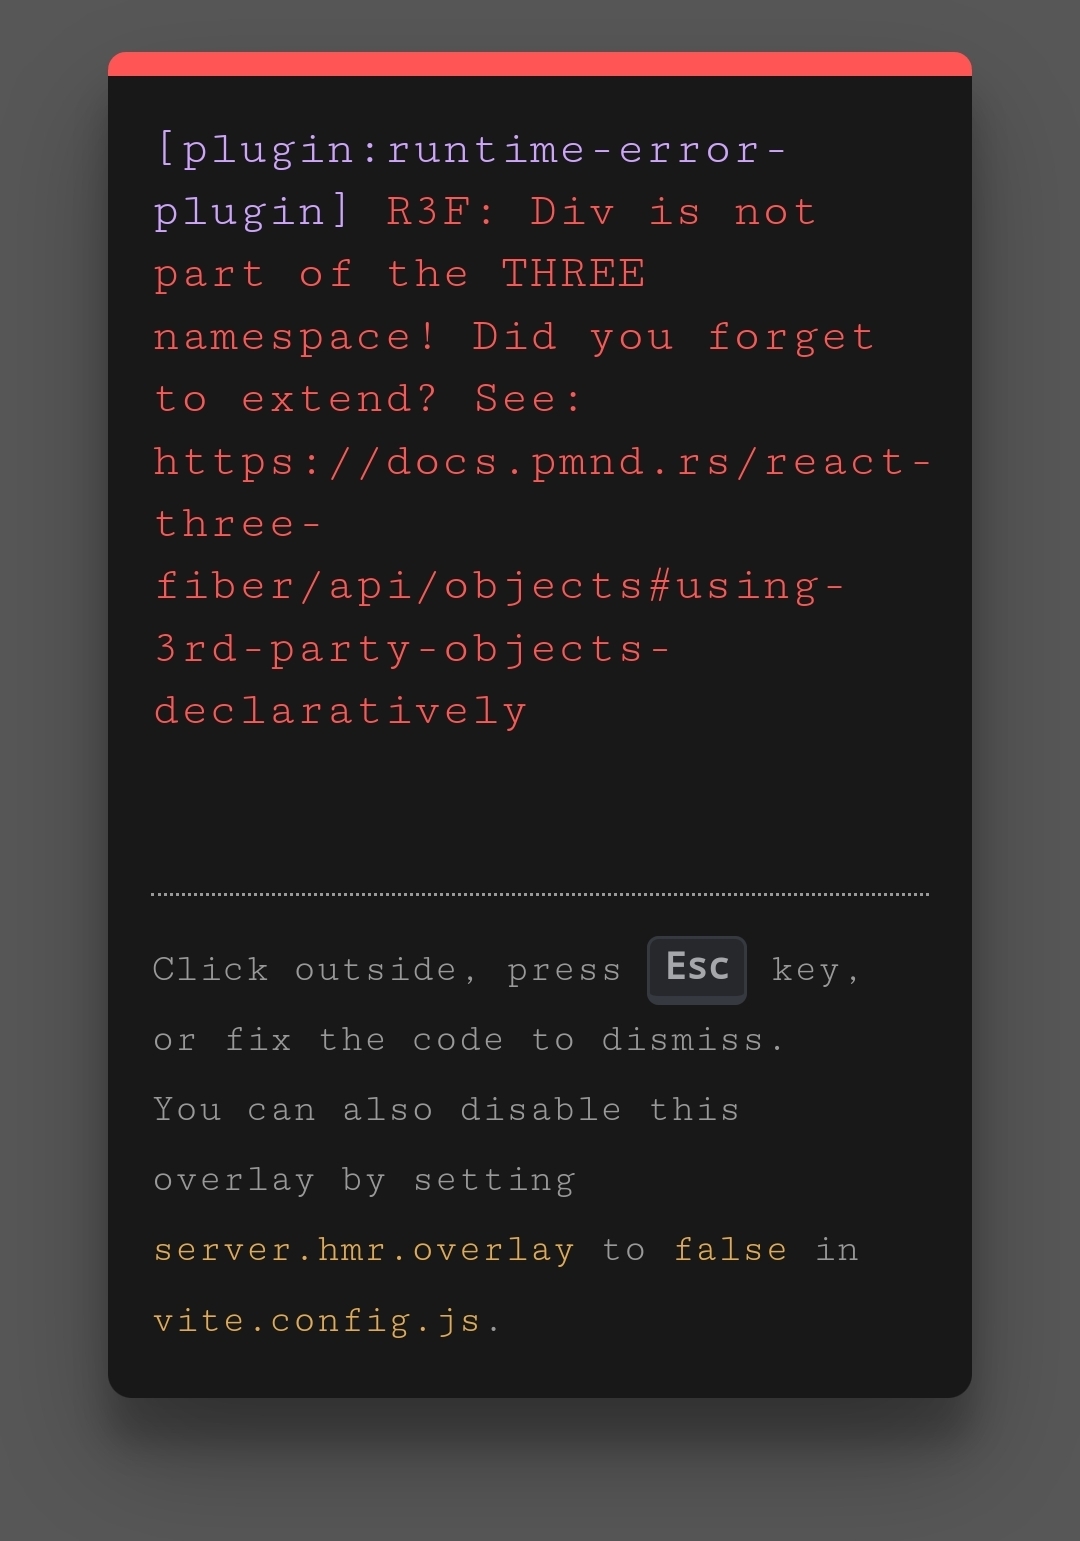 [plugin:runtime-error-
plugin] R3F: Div is not
part of the THREE
namespace! Did you forget
to extend? See:
https://docs.pmnd.rs/react-
three-
fiber/api/objects#using-
3rd-party-objects-
declaratively
Click outside, press Esc key,
or fix the code to dismiss.
You can also disable this
overlay by setting
server.hmr.overlay to false in
vite.config.js.